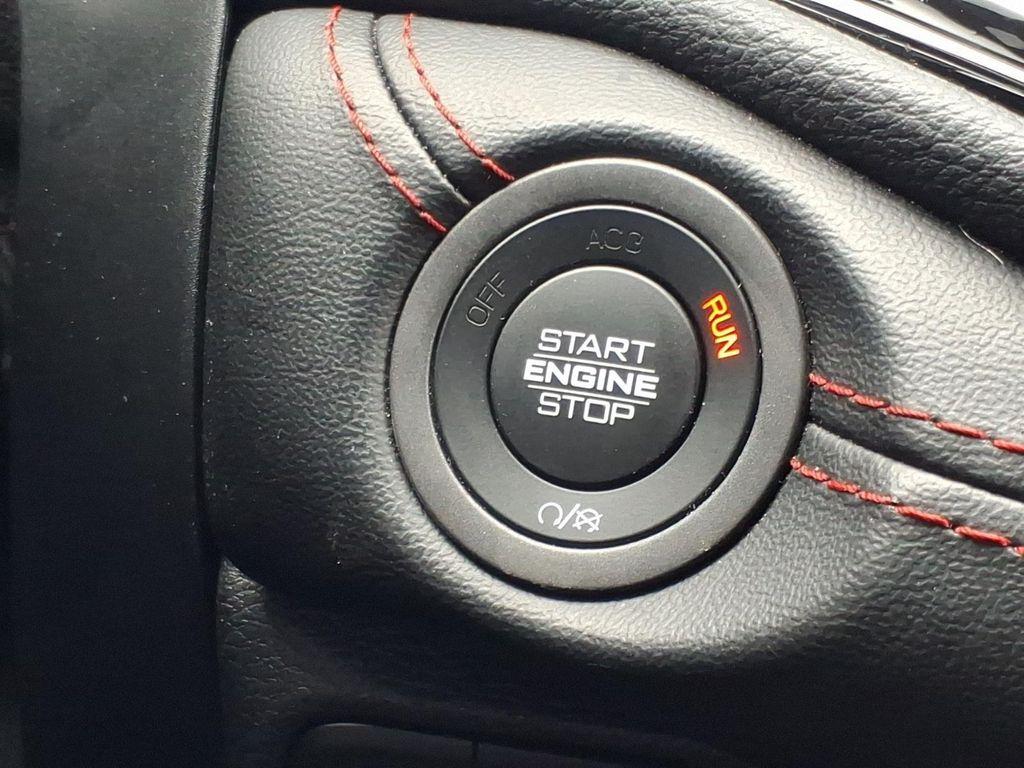 ACC
OFF
RUN
START
ENGINE
STOP